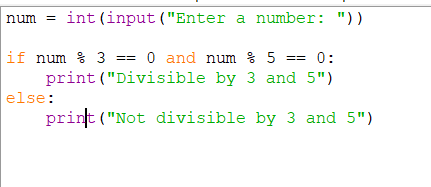 num = int(input("Enter a number: "))
if num % 3 == 0 and num % 5 == 0:
    print("Divisible by 3 and 5")
else:
    print("Not divisible by 3 and 5")